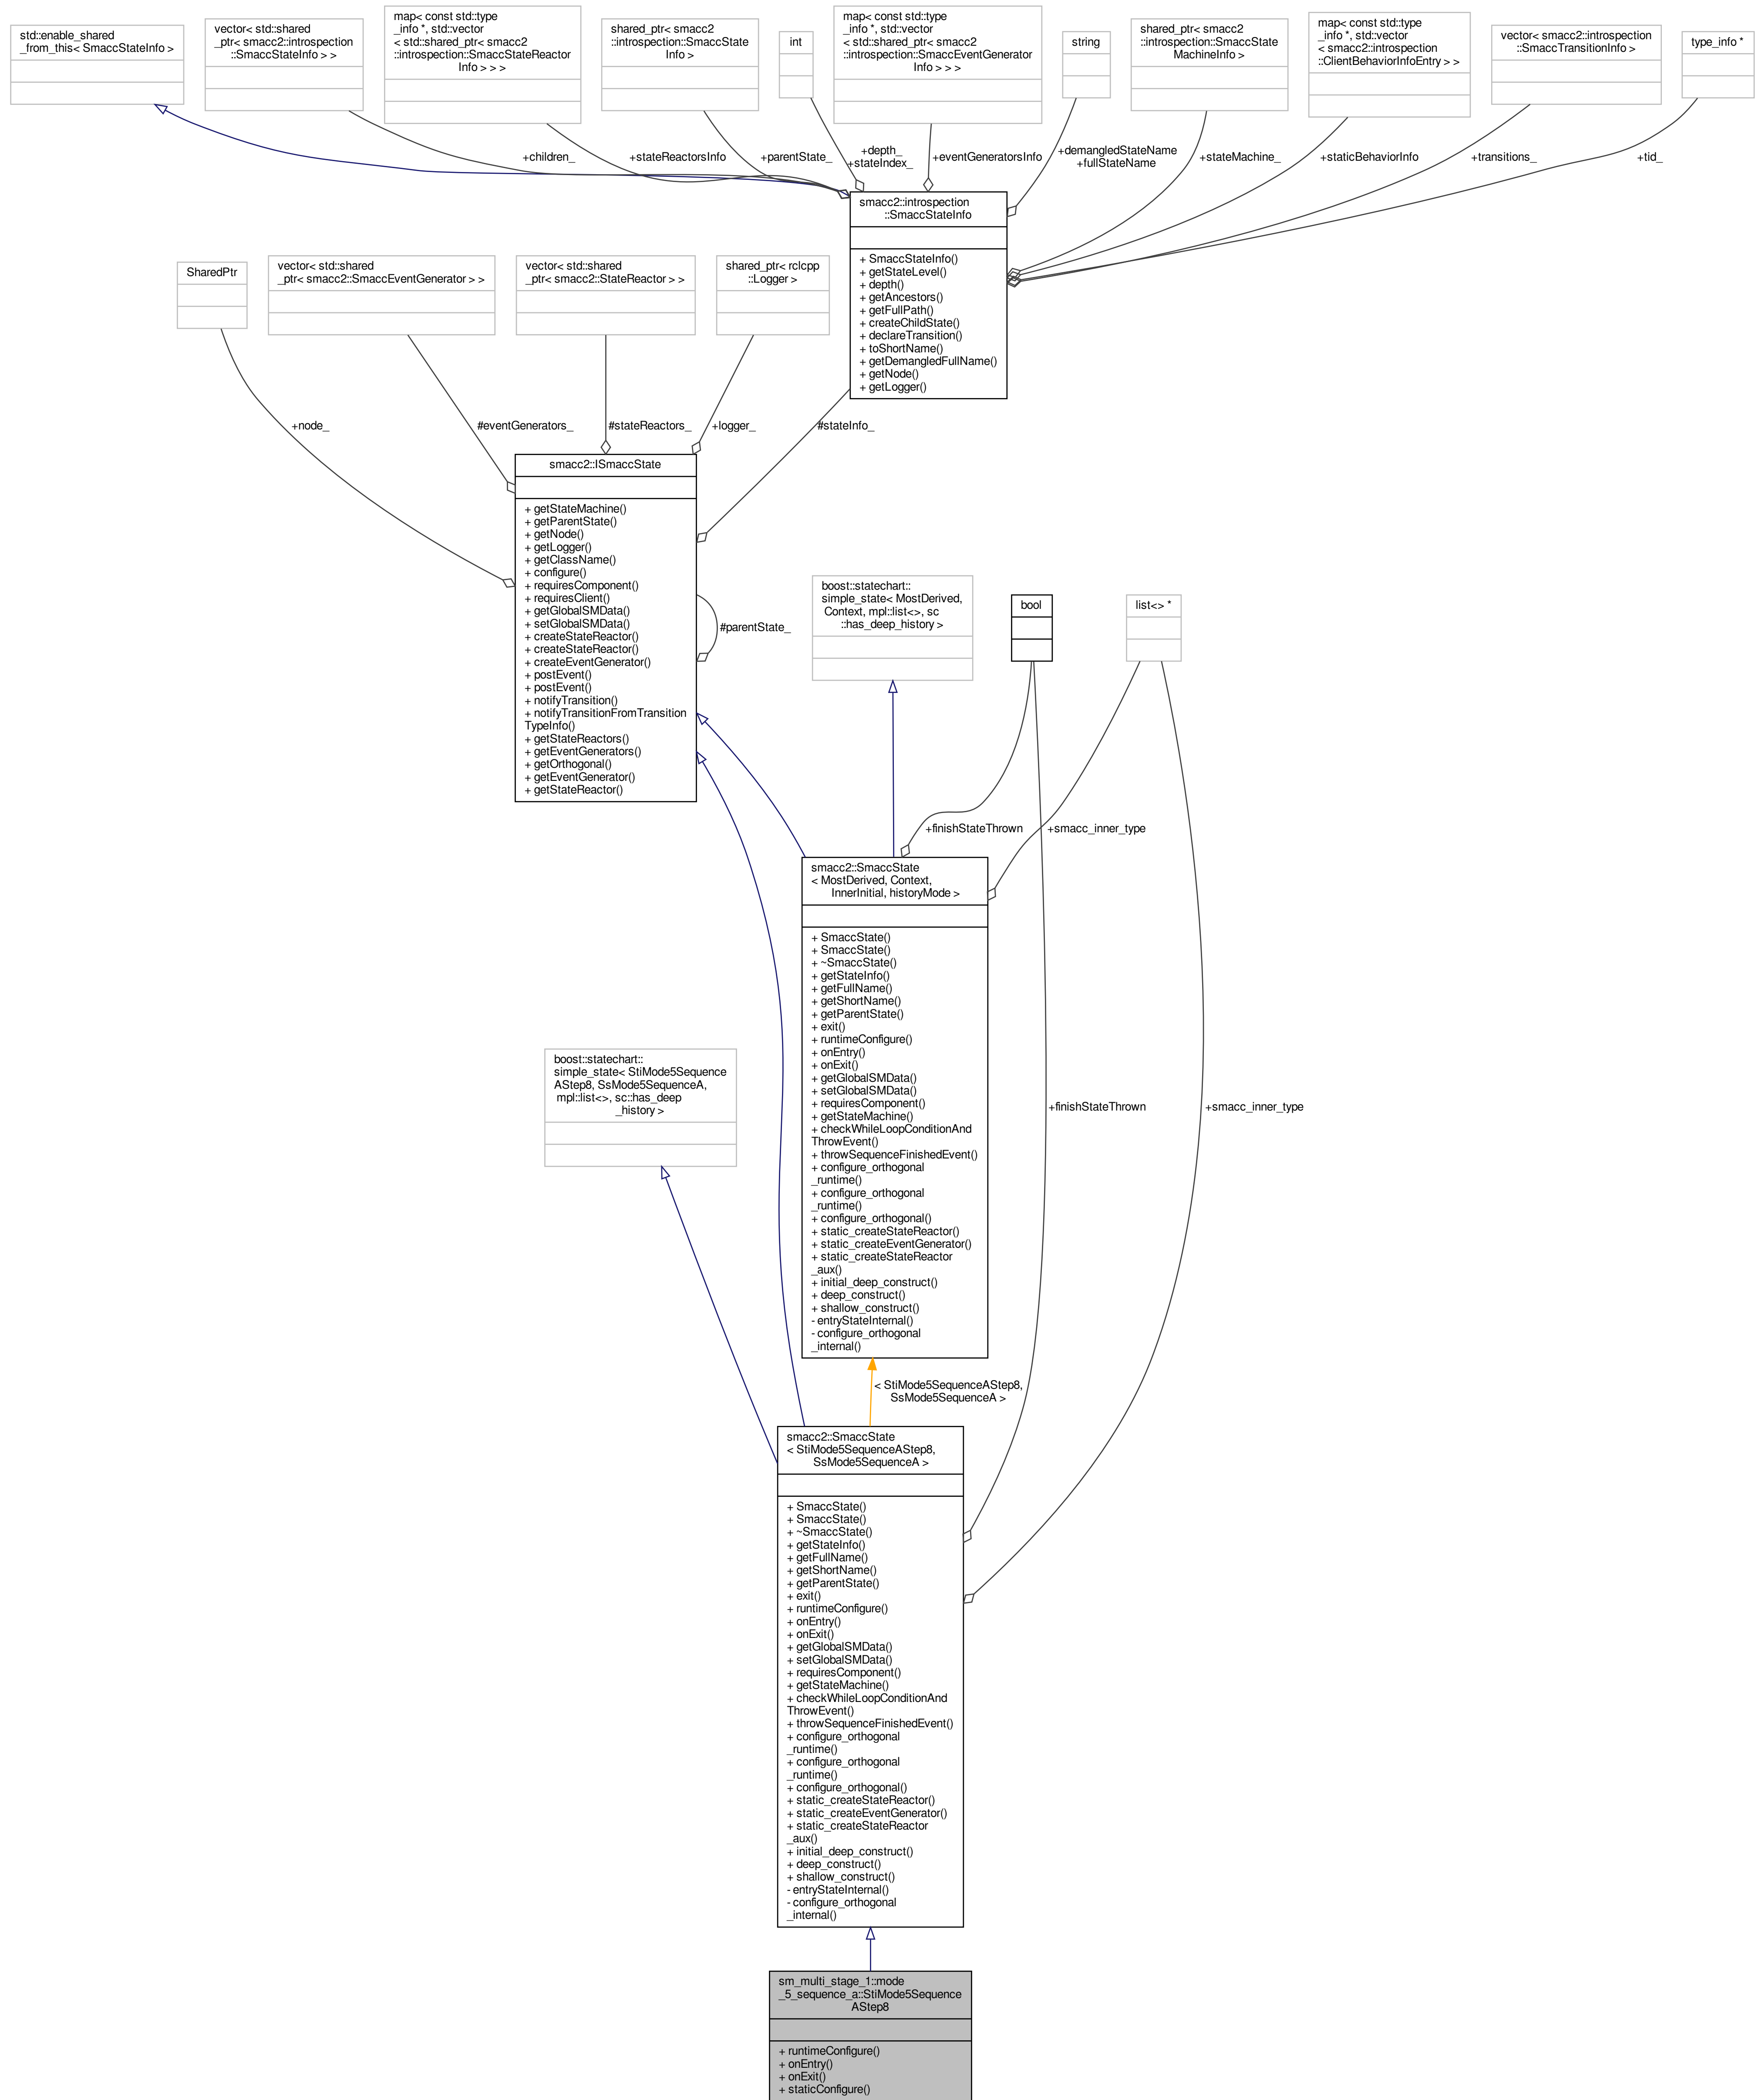 std::enable_shared
_from_this< SmaccStateInfo >
vector< std::shared
_ptr< smacc2::introspection
::SmaccStateInfo > >
map< const std::type
_info *, std::vector
< std::shared_ptr< smacc2
::introspection::SmaccStateReactor
Info > > >
shared_ptr< smacc2
::introspection::SmaccState
Info >
int
map< const std::type
_info *, std::vector
< std::shared_ptr< smacc2
::introspection::SmaccEventGenerator
Info > > >
string
shared_ptr< smacc2
::introspection::SmaccState
MachineInfo >
map< const std::type
_info *, std::vector
< smacc2::introspection
::ClientBehaviorInfoEntry > >
vector< smacc2::introspection
::SmaccTransitionInfo >
type_info *
+children_
+stateReactorsInfo
+parentState_
+depth_
+stateIndex_
+eventGeneratorsInfo
+demangledStateName
+fullStateName
+stateMachine_
+staticBehaviorInfo
+transitions_
+tid_
smacc2::introspection
::SmaccStateInfo
+ SmaccStateInfo()
+ getStateLevel()
+ depth()
+ getAncestors()
+ getFullPath()
+ createChildState()
+ declareTransition()
+ toShortName()
+ getDemangledFullName()
+ getNode()
+ getLogger()
SharedPtr
vector< std::shared
_ptr< smacc2::SmaccEventGenerator > >
vector< std::shared
_ptr< smacc2::StateReactor > >
shared_ptr< rclcpp
::Logger >
+node_
#eventGenerators_
#stateReactors_
+logger_
#stateInfo_
smacc2::ISmaccState
+ getStateMachine()
+ getParentState()
+ getNode()
+ getLogger()
+ getClassName()
+ configure()
+ requiresComponent()
+ requiresClient()
+ getGlobalSMData()
+ setGlobalSMData()
+ createStateReactor()
+ createStateReactor()
+ createEventGenerator()
+ postEvent()
+ postEvent()
+ notifyTransition()
+ notifyTransitionFromTransition
TypeInfo()
+ getStateReactors()
+ getEventGenerators()
+ getOrthogonal()
+ getEventGenerator()
+ getStateReactor()
#parentState_
boost::statechart::
simple_state< MostDerived,
Context, mpl::list<>, sc
::has_deep_history >
bool
list<> *
+finishStateThrown
+smacc_inner_type
smacc2::SmaccState
< MostDerived, Context,
InnerInitial, historyMode >
+ SmaccState()
+ SmaccState()
+ ~SmaccState()
+ getStateInfo()
+ getFullName()
+ getShortName()
+ getParentState()
+ exit()
+ runtimeConfigure()
+ onEntry()
+ onExit()
+ getGlobalSMData()
+ setGlobalSMData()
+ requiresComponent()
+ getStateMachine()
+ checkWhileLoopConditionAnd
ThrowEvent()
+ throwSequenceFinishedEvent()
+ configure_orthogonal
_runtime()
+ configure_orthogonal
_runtime()
+ configure_orthogonal()
+ static_createStateReactor()
+ static_createEventGenerator()
+ static_createStateReactor
_aux()
+ initial_deep_construct()
+ deep_construct()
+ shallow_construct()
- entryStateInternal()
- configure_orthogonal
_internal()
boost::statechart::
simple_state< StiMode5Sequence
AStep8, SsMode5SequenceA,
mpl::list<>, sc::has_deep
_history >
+finishStateThrown
+smacc_inner_type
< StiMode5SequenceAStep8,
SsMode5SequenceA >
smacc2::SmaccState
< StiMode5SequenceAStep8,
SsMode5SequenceA >
+ SmaccState()
+ SmaccState()
+ ~SmaccState()
+ getStateInfo()
+ getFullName()
+ getShortName()
+ getParentState()
+ exit()
+ runtimeConfigure()
+ onEntry()
+ onExit()
+ getGlobalSMData()
+ setGlobalSMData()
+ requiresComponent()
+ getStateMachine()
+ checkWhileLoopConditionAnd
ThrowEvent()
+ throwSequenceFinishedEvent()
+ configure_orthogonal
_runtime()
+ configure_orthogonal
_runtime()
+ configure_orthogonal()
+ static_createStateReactor()
+ static_createEventGenerator()
+ static_createStateReactor
_aux()
+ initial_deep_construct()
+ deep_construct()
+ shallow_construct()
- entryStateInternal()
- configure_orthogonal
_internal()
sm_multi_stage_1::mode
_5_sequence_a::StiMode5Sequence
AStep8
+ runtimeConfigure()
+ onEntry()
+ onExit()
+ staticConfigure()